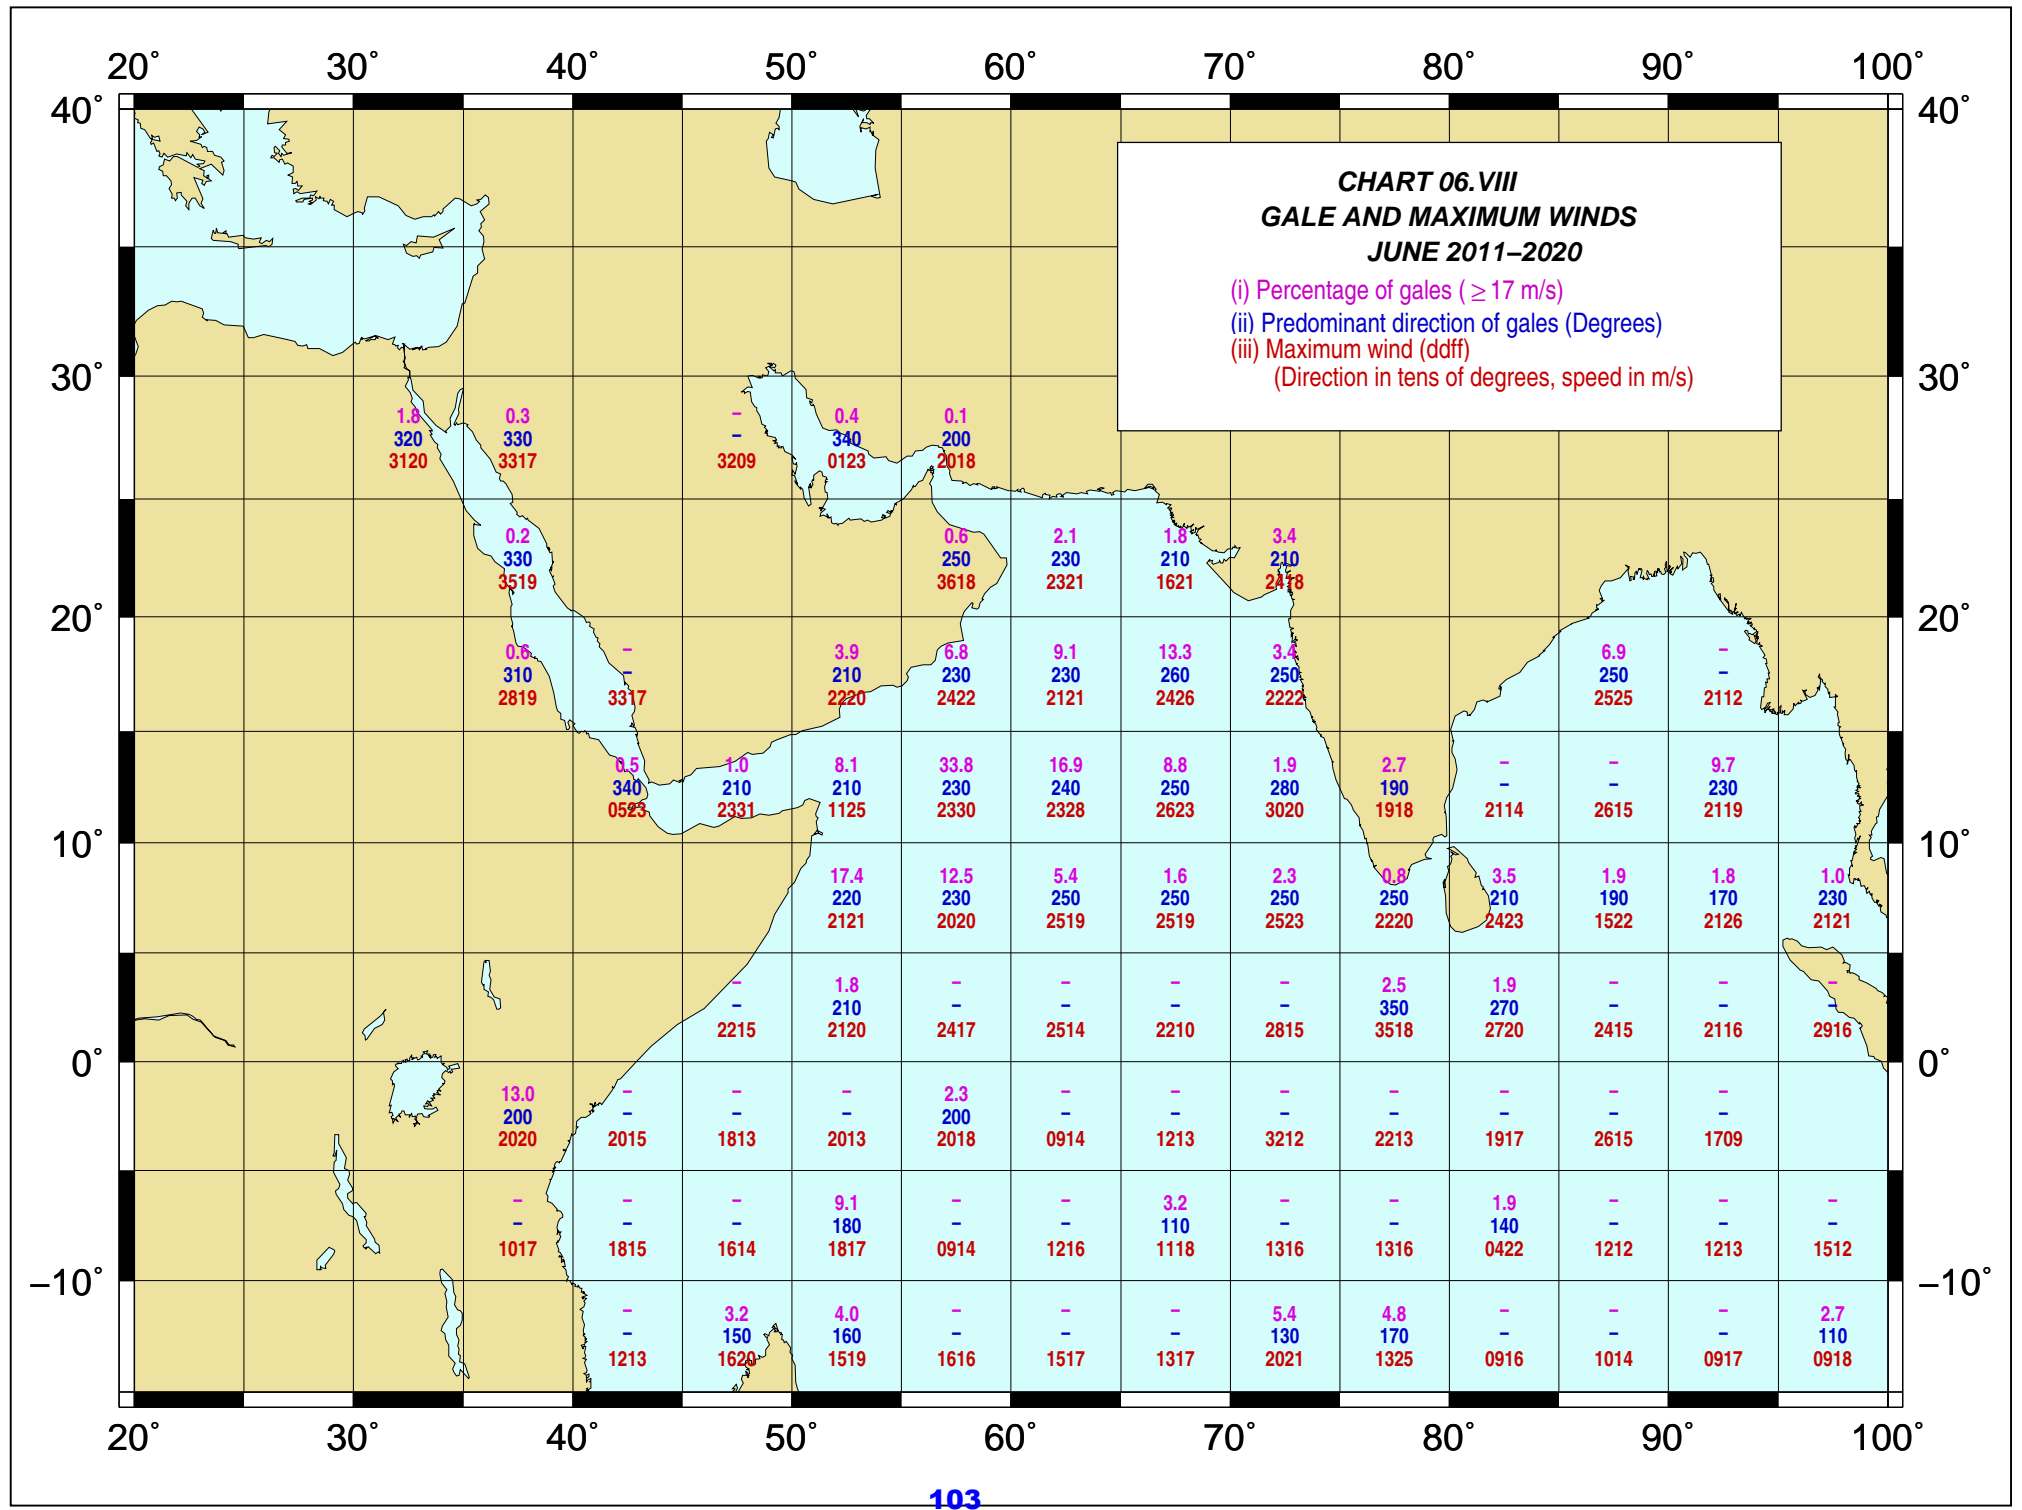 20° 30° 40° 50° 60° 70° 80° 90° 100°
40° 40°
CHART 06.VIII
GALE AND MAXIMUM WINDS
JUNE 2011–2020
(i) Percentage of gales ( ≥ 17 m/s)
(ii) Predominant direction of gales (Degrees)
(iii) Maximum wind (ddff)
(Direction in tens of degrees, speed in m/s)
30° 30°
1.8 0.3 – 0.4 0.1
320 330 – 340 200
3120 3317 3209 0123 2018
0.2 0.6 2.1 1.8 3.4
330 250 230 210 210
3519 3618 2321 1621 2418
20° 20°
0.6 – 3.9 6.8 9.1 13.3 3.4 6.9 –
310 – 210 230 230 260 250 250 –
2819 3317 2220 2422 2121 2426 2222 2525 2112
0.5 1.0 8.1 33.8 16.9 8.8 1.9 2.7 – – 9.7
340 210 210 230 240 250 280 190 – – 230
0523 2331 1125 2330 2328 2623 3020 1918 2114 2615 2119
10° 10°
17.4 12.5 5.4 1.6 2.3 0.8 3.5 1.9 1.8 1.0
220 230 250 250 250 250 210 190 170 230
2121 2020 2519 2519 2523 2220 2423 1522 2126 2121
– 1.8 – – – – 2.5 1.9 – – –
– 210 – – – – 350 270 – – –
2215 2120 2417 2514 2210 2815 3518 2720 2415 2116 2916
0° 0°
13.0 – – – 2.3 – – – – – – –
200 – – – 200 – – – – – – –
2020 2015 1813 2013 2018 0914 1213 3212 2213 1917 2615 1709
– – – 9.1 – – 3.2 – – 1.9 – – –
– – – 180 – – 110 – – 140 – – –
1017 1815 1614 1817 0914 1216 1118 1316 1316 0422 1212 1213 1512
–10° –10°
– 3.2 4.0 – – – 5.4 4.8 – – – 2.7
– 150 160 – – – 130 170 – – – 110
1213 1620 1519 1616 1517 1317 2021 1325 0916 1014 0917 0918
20° 30° 40° 50° 60° 70° 80° 90° 100°
103